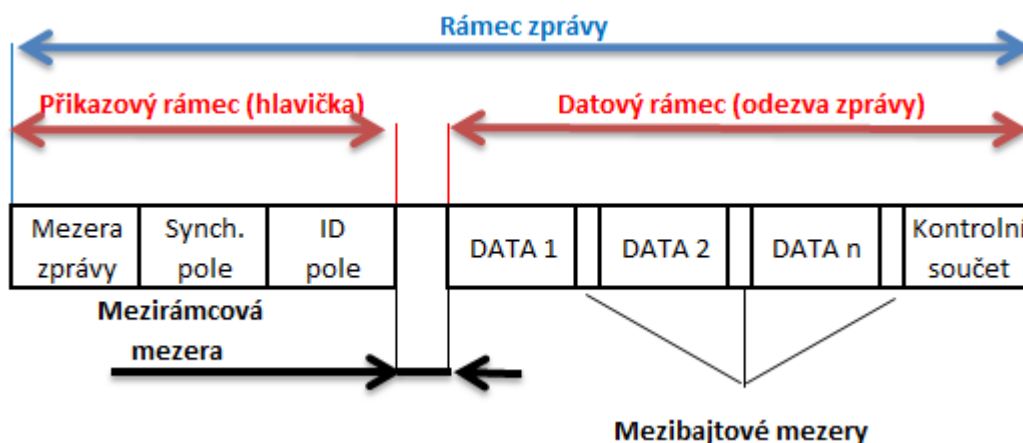 Rámec zprávy
Přikazový rámec (hlavička)
Datový rámec (odezva zprávy)
Mezera
zprávy
Synch.
pole
ID
pole
DATA 1
DATA 2
DATA n
Kontrolní
součet
Mezirámcová
mezera
Mezibajtové mezery